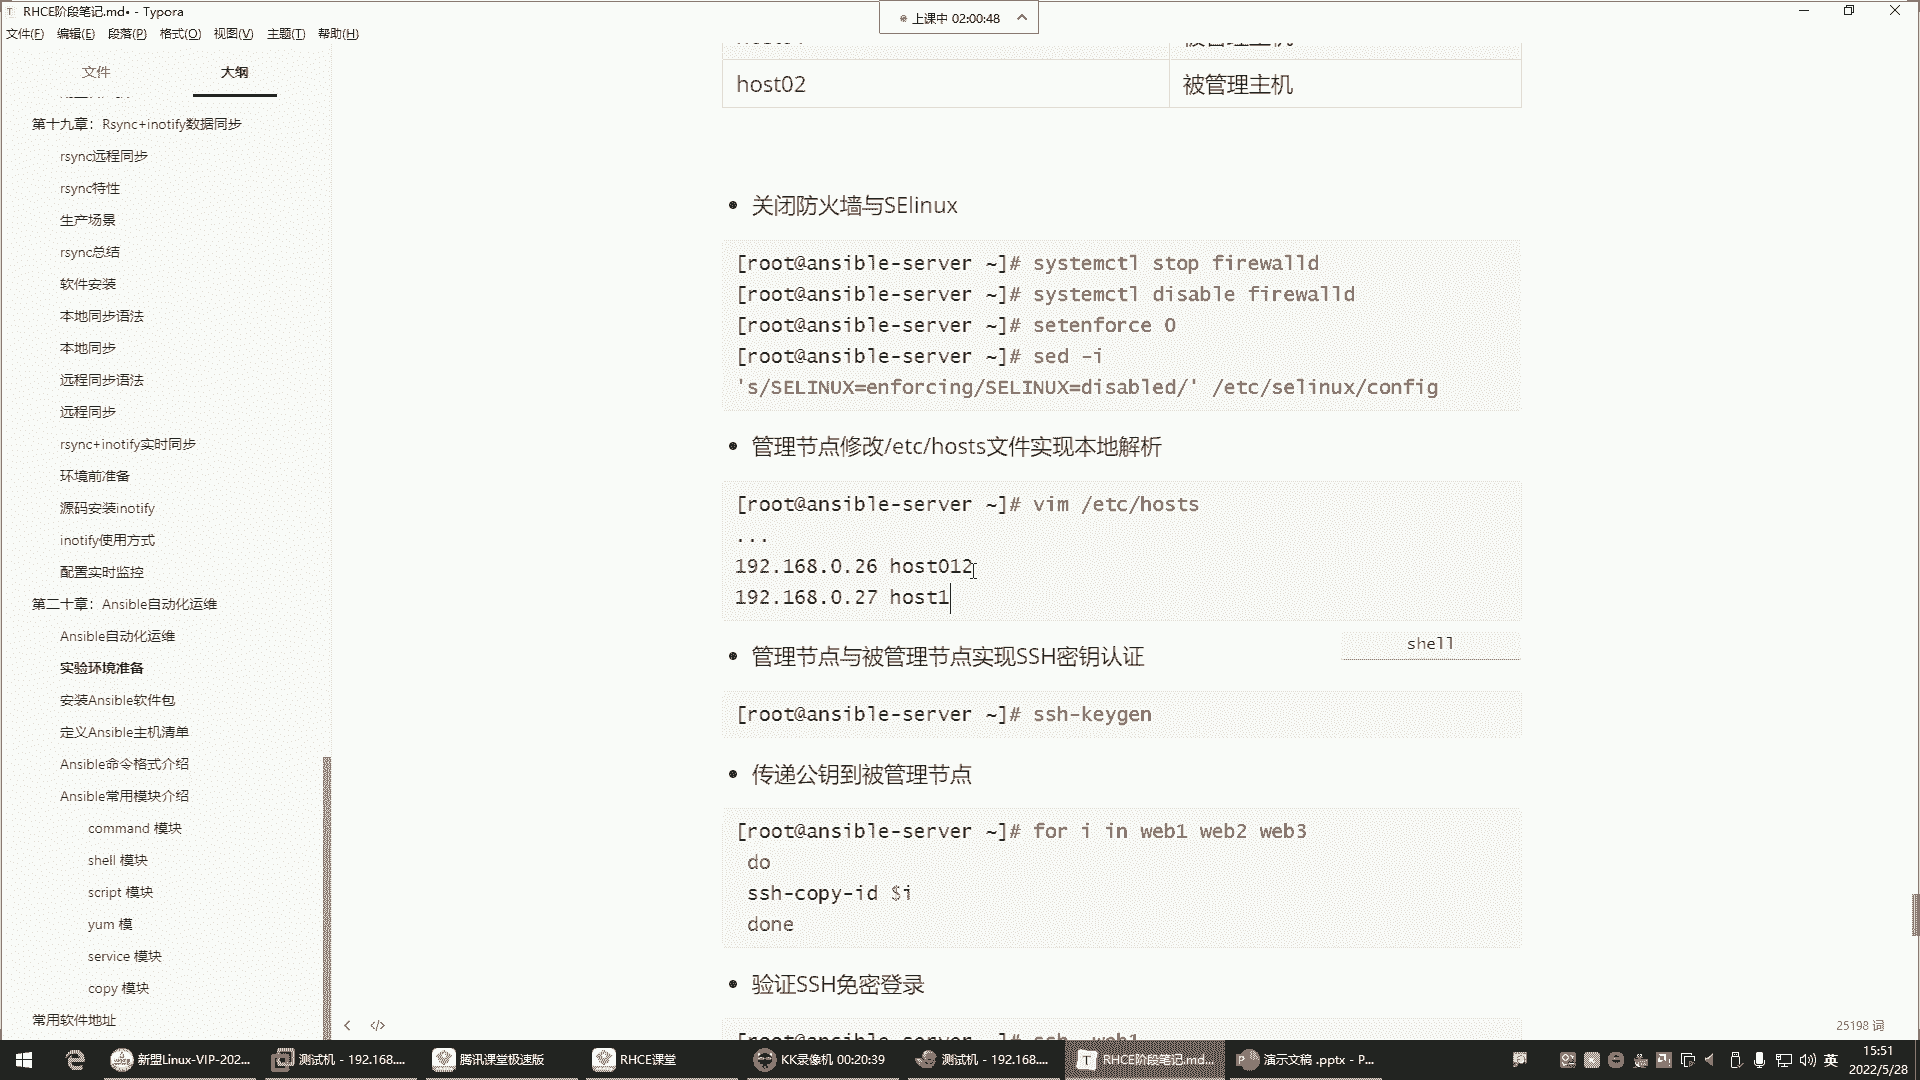 RHCE阶段笔记.md• - Typora
上课中 02:00:48
文件(F) 编辑(E) 段落(P) 格式(O) 视图(V) 主题(T) 帮助(H)
文件 大纲
第十九章：Rsync+inotify数据同步
rsync远程同步
rsync特性
生产场景
rsync总结
软件安装
本地同步语法
本地同步
远程同步语法
远程同步
rsync+inotify实时同步
环境前准备
源码安装inotify
inotify使用方式
配置实时监控
第二十章：Ansible自动化运维
Ansible自动化运维
实验环境准备
安装Ansible软件包
定义Ansible主机清单
Ansible命令格式介绍
Ansible常用模块介绍
command 模块
shell 模块
script 模块
yum 模
service 模块
copy 模块
常用软件地址
host02 被管理主机
关闭防火墙与SElinux
[root@ansible-server ~]# systemctl stop firewalld
[root@ansible-server ~]# systemctl disable firewalld
[root@ansible-server ~]# setenforce 0
[root@ansible-server ~]# sed -i
's/SELINUX=enforcing/SELINUX=disabled/' /etc/selinux/config
管理节点修改/etc/hosts文件实现本地解析
[root@ansible-server ~]# vim /etc/hosts
...
192.168.0.26 host012
192.168.0.27 host1
shell
管理节点与被管理节点实现SSH密钥认证
[root@ansible-server ~]# ssh-keygen
传递公钥到被管理节点
[root@ansible-server ~]# for i in web1 web2 web3
do
ssh-copy-id $i
done
验证SSH免密登录
25198 词
新盟Linux-VIP-202...
测试机 - 192.168....
腾讯课堂极速版
RHCE课堂
KK录像机 00:20:39
测试机 - 192.168....
RHCE阶段笔记.md...
演示文稿 .pptx - P...
英
15:51
2022/5/28